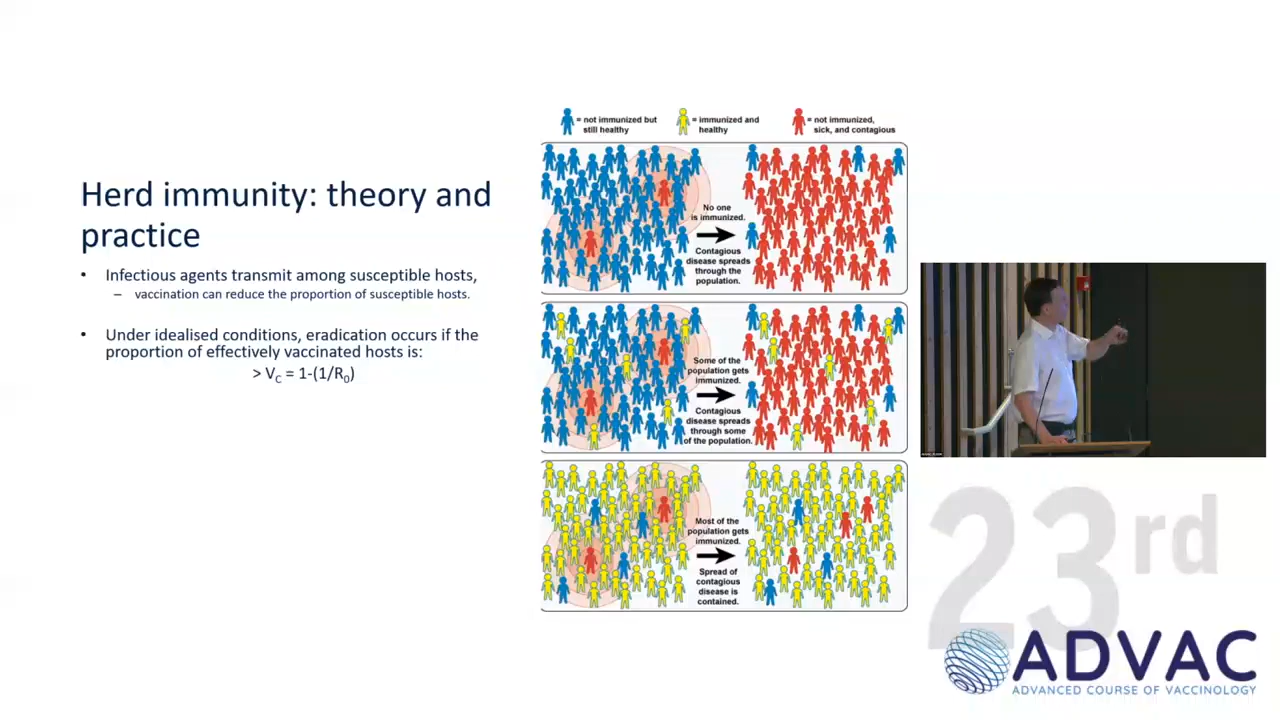 Herd immunity: theory and
practice
• Infectious agents transmit among susceptible hosts,
– vaccination can reduce the proportion of susceptible hosts.
• Under idealised conditions, eradication occurs if the
proportion of effectively vaccinated hosts is:
> VC = 1-(1/R0)
= not immunized but
still healthy
= immunized and
healthy
= not immunized,
sick, and contagious
No one
is immunized.
Contagious
disease spreads
through the
population.
Some of the
population gets
immunized.
Contagious
disease spreads
through some
of the population.
Most of the
population gets
immunized.
Spread of
contagious
disease is
contained.
23rd
ADVAC
ADVANCED COURSE OF VACCINOLOGY